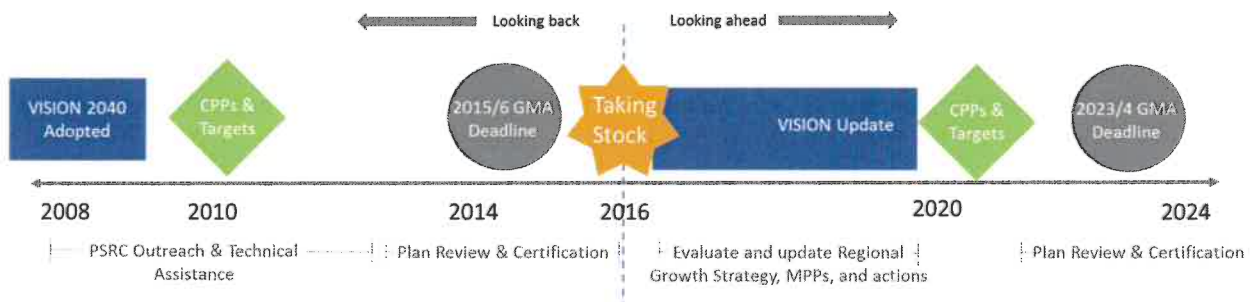 Looking back
Looking ahead
VISION 2040
Adopted
CPPs &
Targets
2015/6 GMA
Deadline
Taking
Stock
VISION Update
CPPs &
Targets
2023/4 GMA
Deadline
2008
2010
2014
2016
2020
2024
PSRC Outreach & Technical
Assistance
Plan Review & Certification
Evaluate and update Regional
Growth Strategy, MPPs, and actions
Plan Review & Certification